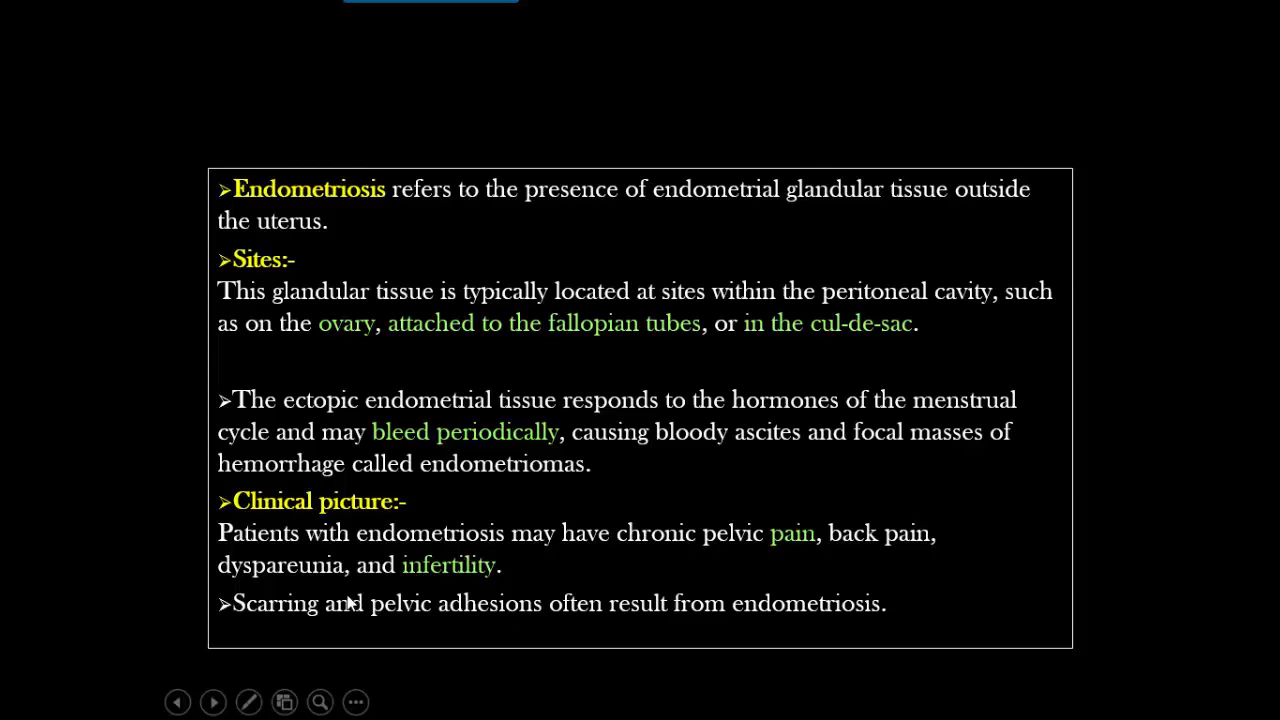 ➢Endometriosis refers to the presence of endometrial glandular tissue outside
the uterus.
➢Sites:-
This glandular tissue is typically located at sites within the peritoneal cavity, such
as on the ovary, attached to the fallopian tubes, or in the cul-de-sac.
➢The ectopic endometrial tissue responds to the hormones of the menstrual
cycle and may bleed periodically, causing bloody ascites and focal masses of
hemorrhage called endometriomas.
➢Clinical picture:-
Patients with endometriosis may have chronic pelvic pain, back pain,
dyspareunia, and infertility.
➢Scarring and pelvic adhesions often result from endometriosis.